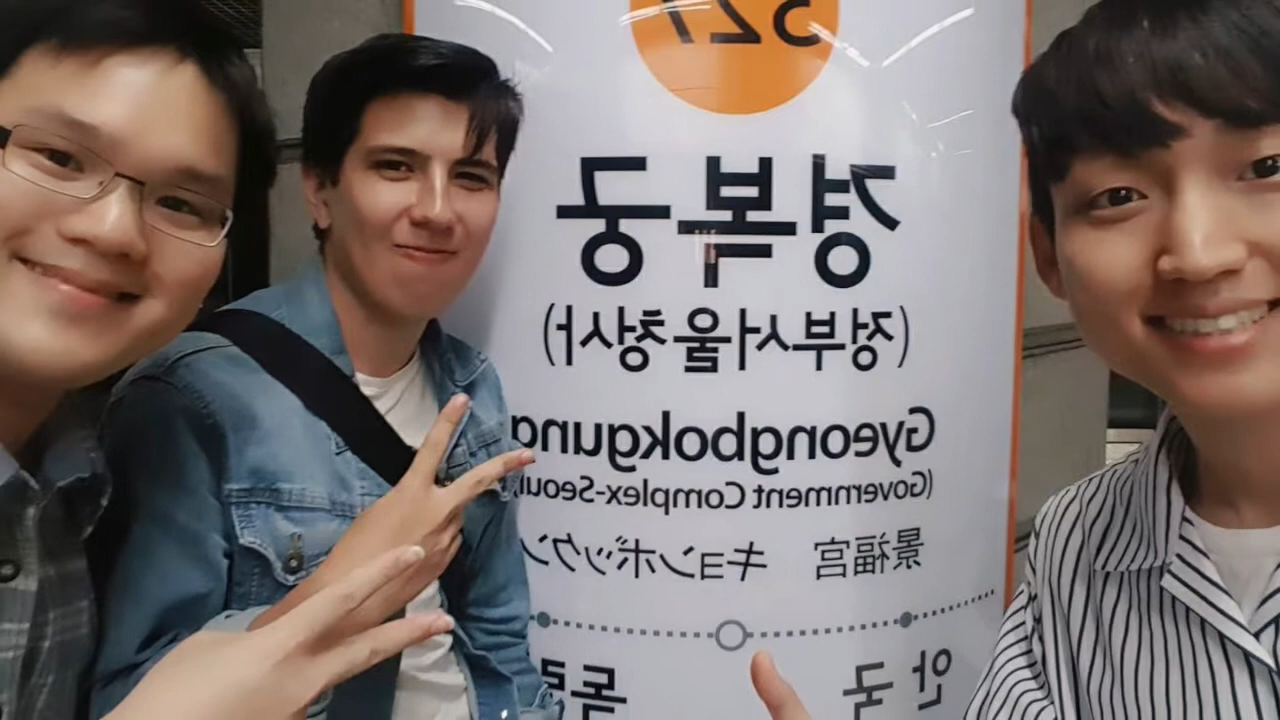 327
경복궁
(정부서울청사)
Gyeongbokgung
(Government Complex-Seoul)
景福宮 キョンボックン
안국